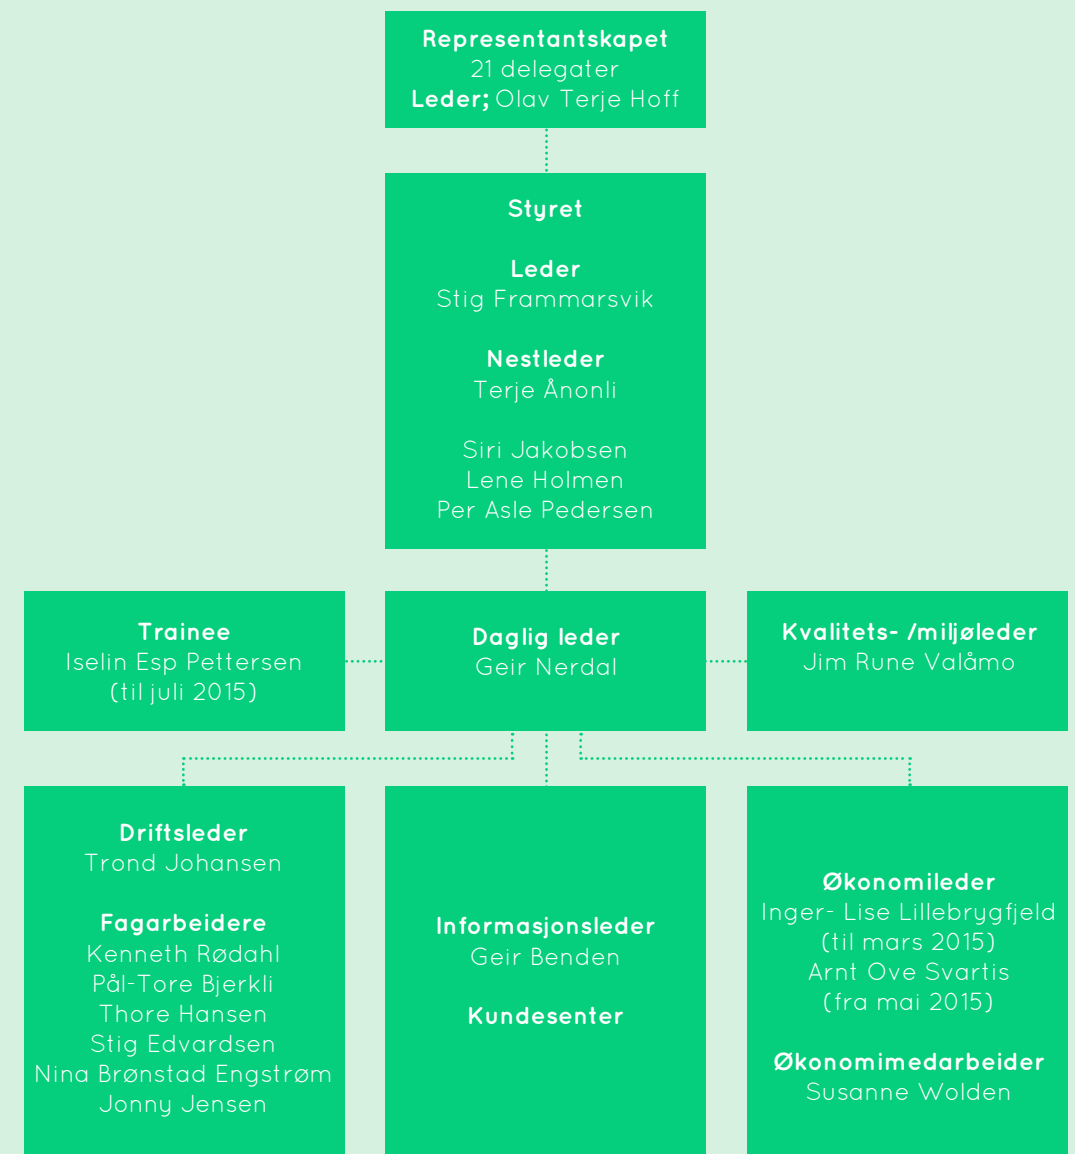 Representantskapet
21 delegater
Leder; Olav Terje Hoff
Styret
Leder
Stig Frammarsvik
Nestleder
Terje Ånonli
Siri Jakobsen
Lene Holmen
Per Asle Pedersen
Trainee
Iselin Esp Pettersen
(til juli 2015)
Daglig leder
Geir Nerdal
Kvalitets- /miljøleder
Jim Rune Valåmo
Driftsleder
Trond Johansen
Fagarbeidere
Kenneth Rødahl
Pål-Tore Bjerkli
Thore Hansen
Stig Edvardsen
Nina Brønstad Engstrøm
Jonny Jensen
Informasjonsleder
Geir Benden
Kundesenter
Økonomileder
Inger- Lise Lillebrygfjeld
(til mars 2015)
Arnt Ove Svartis
(fra mai 2015)
Økonomimedarbeider
Susanne Wolden